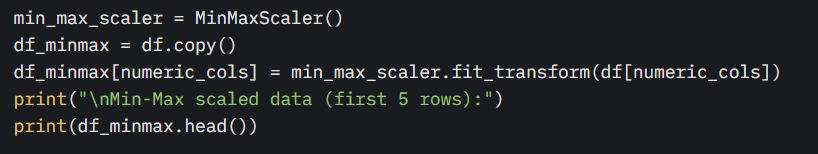 min_max_scaler = MinMaxScaler()
df_minmax = df.copy()
df_minmax[numeric_cols] = min_max_scaler.fit_transform(df[numeric_cols])
print("\nMin-Max scaled data (first 5 rows):")
print(df_minmax.head())